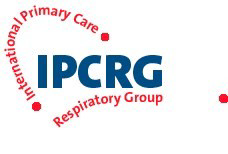 International Primary Care
IPCRG
Respiratory Group